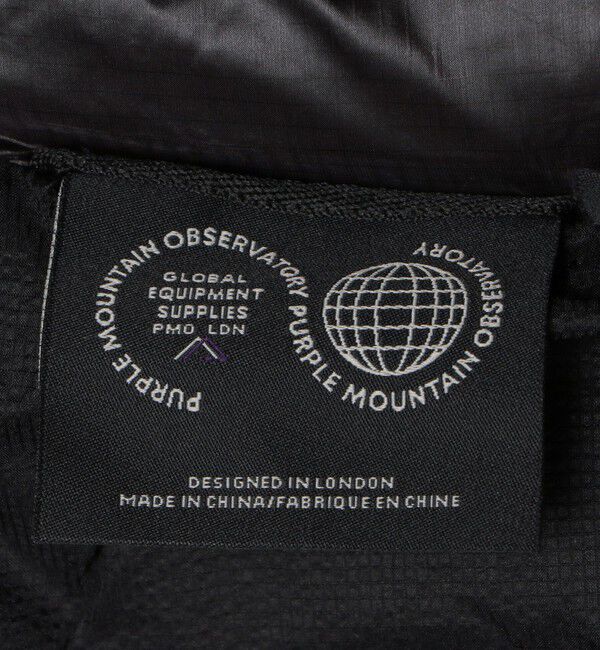 PURPLE MOUNTAIN OBSERVATORY PURPLE MOUNTAIN OBSERVATORY
GLOBAL
EQUIPMENT
SUPPLIES
PMO LDN
DESIGNED IN LONDON
MADE IN CHINA/FABRIQUE EN CHINE